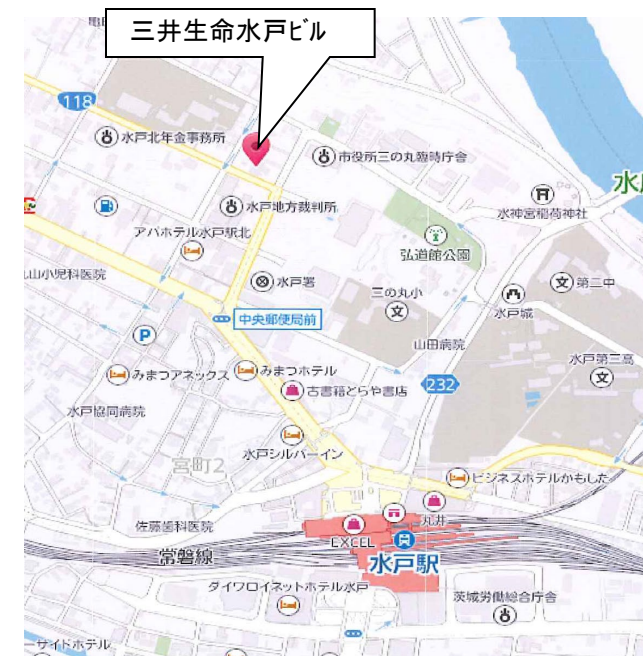 三井生命水戸ビル
118
水戸北年金事務所
市役所三の丸臨時庁舎
水戸地方裁判所
水神宮稲荷神社
アパホテル水戸駅北
弘道館公園
山小児科医院
水戸署
三の丸小
文
第二中
文
水戸城
中央郵便局前
P
山田病院
水戸第三高
文
みまつアネックス
みまつホテル
古書籍とらや書店
232
水戸協同病院
水戸シルバーイン
宮町2
ビジネスホテルかもした
佐藤歯科医院
丸井
EXCEL
常磐線
水戸駅
ダイワロイネットホテル水戸
茨城労働総合庁舎
ーサイドホテル